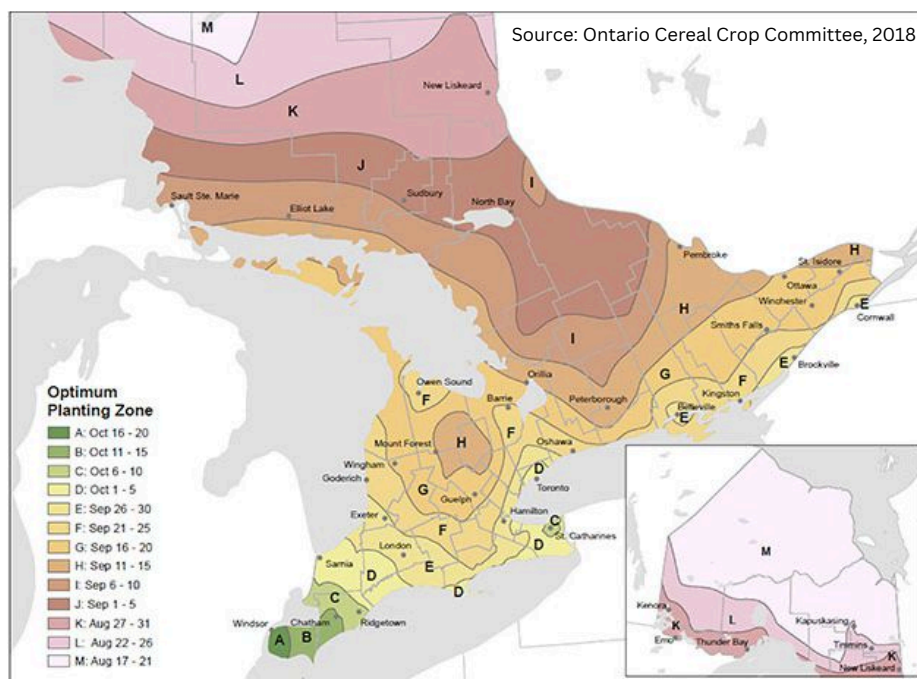 Source: Ontario Cereal Crop Committee, 2018
M
L
New Liskeard
K
J
I
Sault Ste. Marie
Sudbury
Elliot Lake
North Bay
Pembroke
H
St. Isidore
Ottawa
Winchester
E
Cornwall
H
Smiths Falls
I
E
Brockville
Orillia
G
F
Kingston
Owen Sound
F
Barrie
Peterborough
Belleville
E
F
Oshawa
Mount Forest
H
D
Wingham
Toronto
Goderich
G
Guelph
Exeter
Hamilton
C
St. Catharines
F
D
London
Sarnia
E
D
D
C
Windsor
Chatham
Ridgetown
A
B
Optimum
Planting Zone
A: Oct 16 - 20
B: Oct 11 - 15
C: Oct 6 - 10
D: Oct 1 - 5
E: Sep 26 - 30
F: Sep 21 - 25
G: Sep 16 - 20
H: Sep 11 - 15
I: Sep 6 - 10
J: Sep 1 - 5
K: Aug 27 - 31
L: Aug 22 - 26
M: Aug 17 - 21
M
Kenora
L
Kapuskasing
K
Emo
Thunder Bay
Timmins
K
New Liskeard